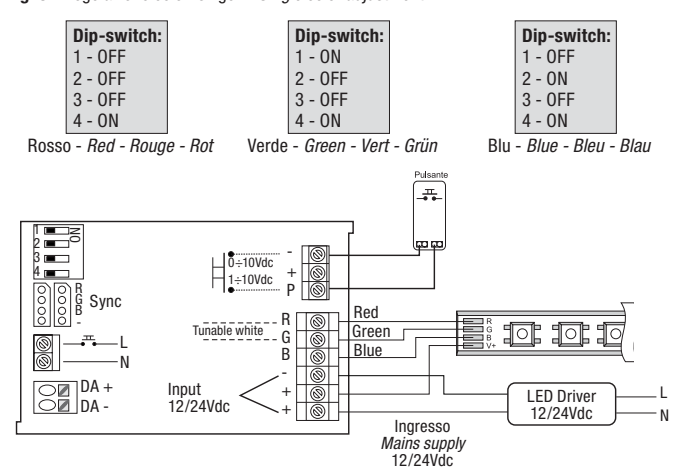 Dip-switch:
1 - OFF
2 - OFF
3 - OFF
4 - ON
Rosso - Red - Rouge - Rot
Dip-switch:
1 - ON
2 - OFF
3 - OFF
4 - ON
Verde - Green - Vert - Grün
Dip-switch:
1 - OFF
2 - ON
3 - OFF
4 - ON
Blu - Blue - Bleu - Blau
Pulsante
1
2
3
4
ON
R
G
B
-
Sync
L
N
DA +
DA -
0÷10Vdc
1÷10Vdc
-
+
P
Tunable white
R
G
B
-
+
+
Input
12/24Vdc
Red
Green
Blue
R
G
B
V+
LED Driver
12/24Vdc
L
N
Ingresso
Mains supply
12/24Vdc